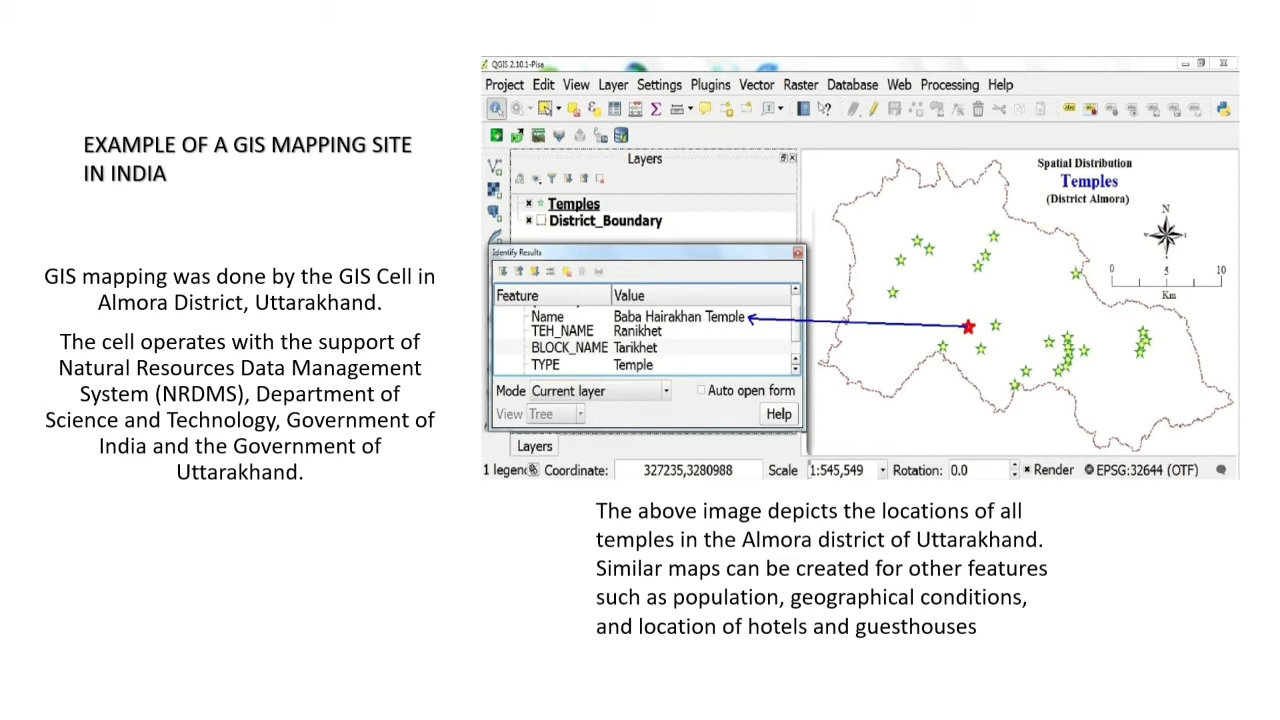 EXAMPLE OF A GIS MAPPING SITE
IN INDIA
GIS mapping was done by the GIS Cell in
Almora District, Uttarakhand.
The cell operates with the support of
Natural Resources Data Management
System (NRDMS), Department of
Science and Technology, Government of
India and the Government of
Uttarakhand.
QGIS 2.10.1-Pisa
Project Edit View Layer Settings Plugins Vector Raster Database Web Processing Help
Layers
Temples
District_Boundary
Identify Results
Feature Value
Name Baba Hairakhan Temple
TEH_NAME Ranikhet
BLOCK_NAME Tarikhet
TYPE Temple
Mode Current layer Auto open form
View Tree Help
Layers
Spatial Distribution
Temples
(District Almora)
N
W E
S
0 5 10
Km
1 legend Coordinate: 327235,3280988 Scale 1:545,549 Rotation: 0.0 Render EPSG:32644 (OTF)
The above image depicts the locations of all
temples in the Almora district of Uttarakhand.
Similar maps can be created for other features
such as population, geographical conditions,
and location of hotels and guesthouses